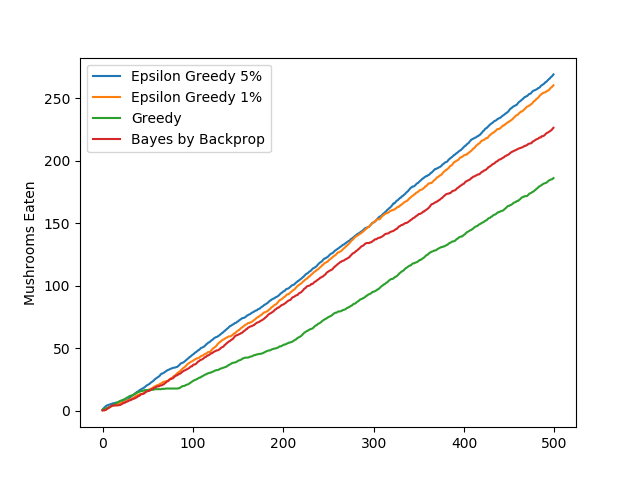 Epsilon Greedy 5%
Epsilon Greedy 1%
Greedy
Bayes by Backprop
Mushrooms Eaten
250
200
150
100
50
0
0 100 200 300 400 500